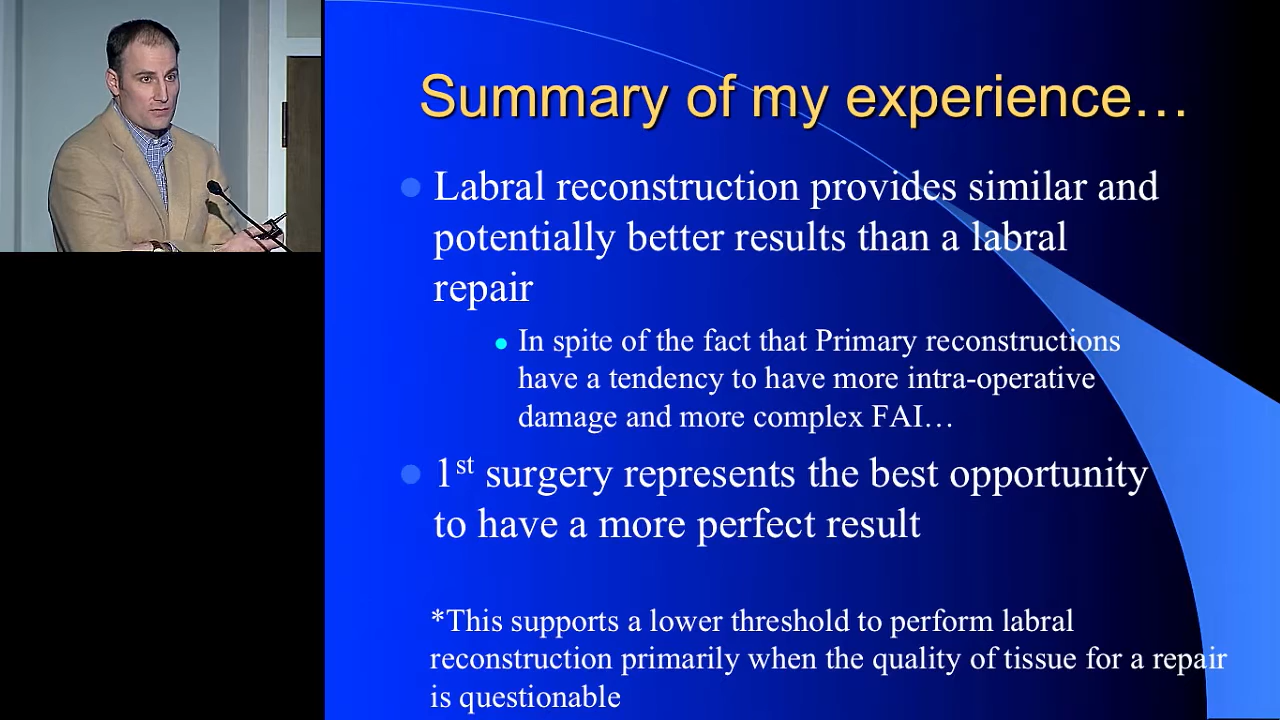 Summary of my experience…
Labral reconstruction provides similar and
potentially better results than a labral
repair
In spite of the fact that Primary reconstructions
have a tendency to have more intra-operative
damage and more complex FAI…
1st surgery represents the best opportunity
to have a more perfect result
*This supports a lower threshold to perform labral
reconstruction primarily when the quality of tissue for a repair
is questionable